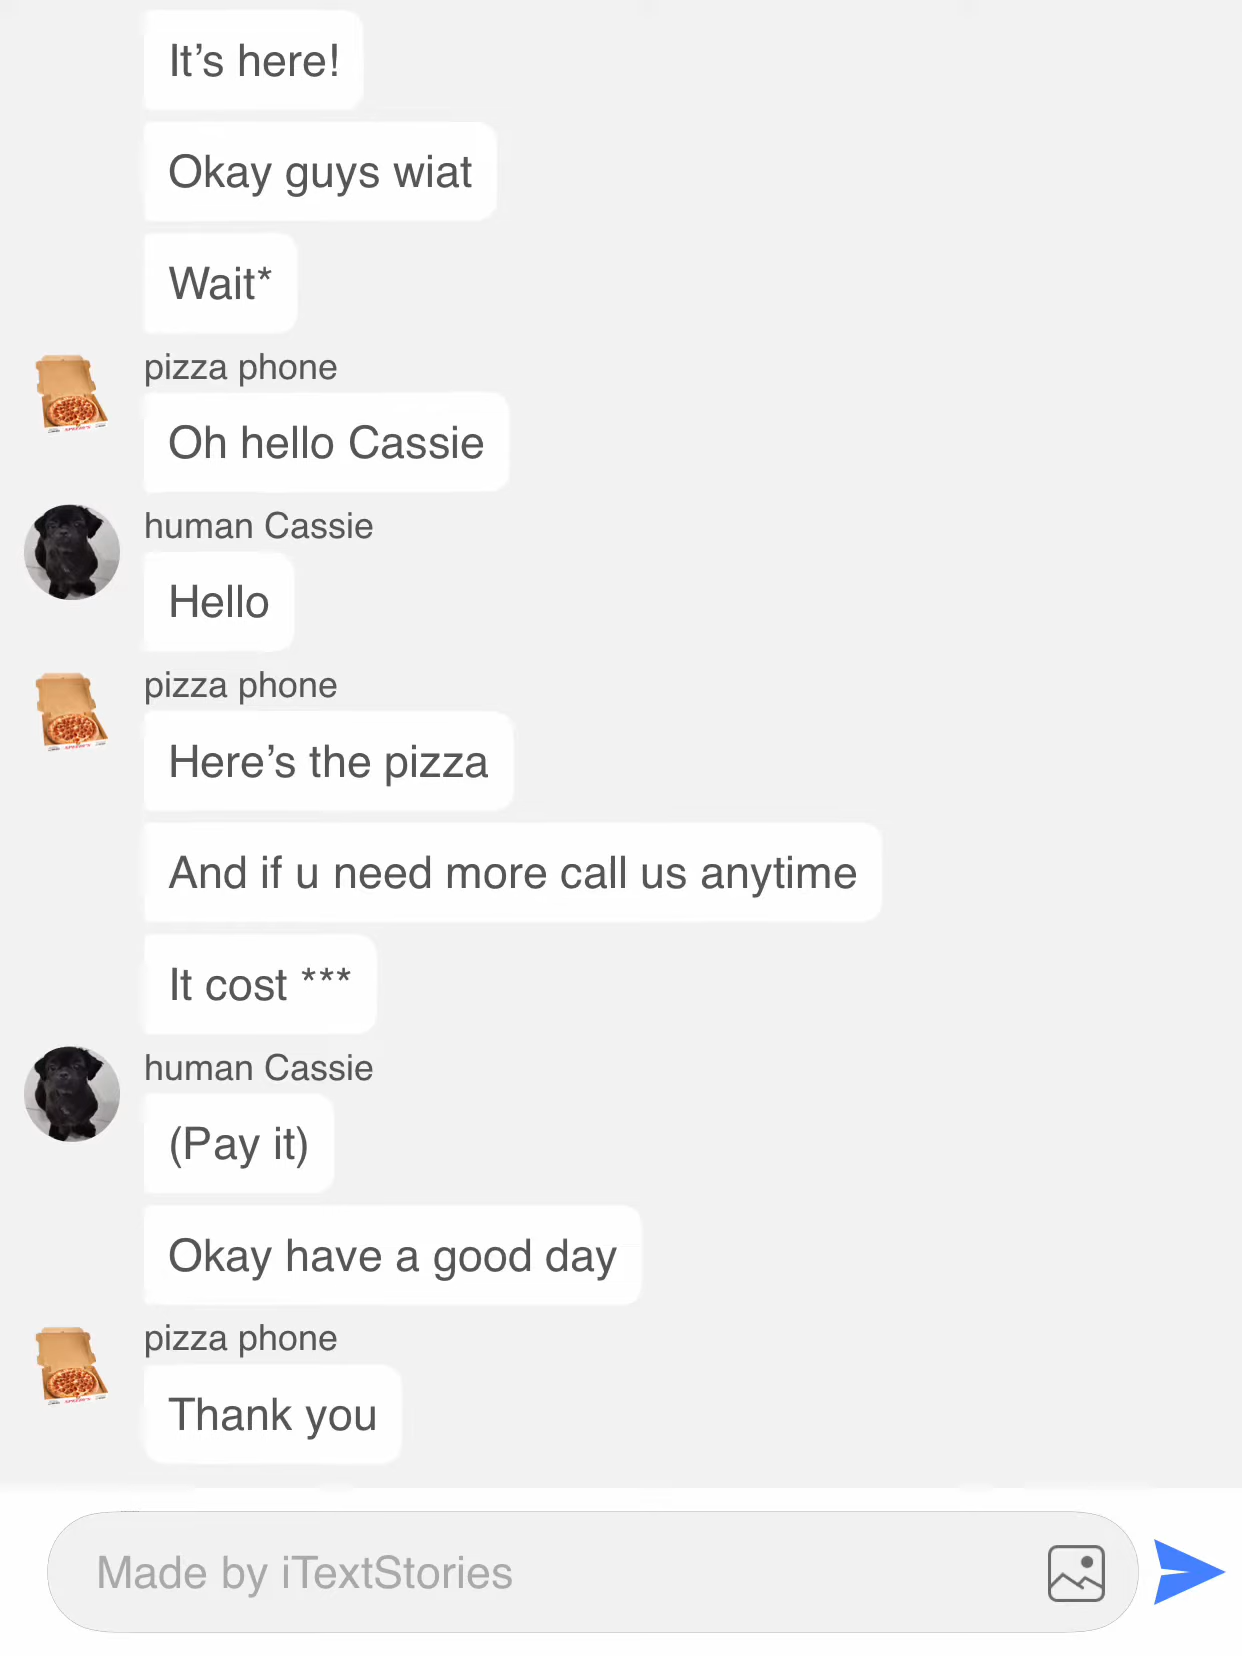 It’s here!
Okay guys wiat
Wait*
pizza phone
Oh hello Cassie
human Cassie
Hello
pizza phone
Here’s the pizza
And if u need more call us anytime
It cost ***
human Cassie
(Pay it)
Okay have a good day
pizza phone
Thank you
Made by iTextStories